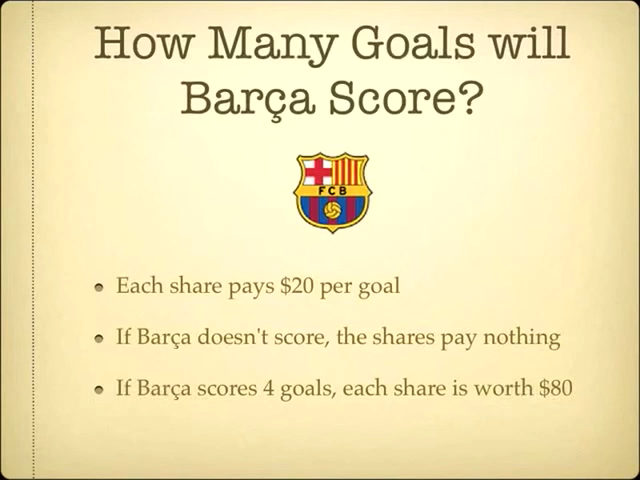 How Many Goals will
Barça Score?
FCB
Each share pays $20 per goal
If Barça doesn't score, the shares pay nothing
If Barça scores 4 goals, each share is worth $80